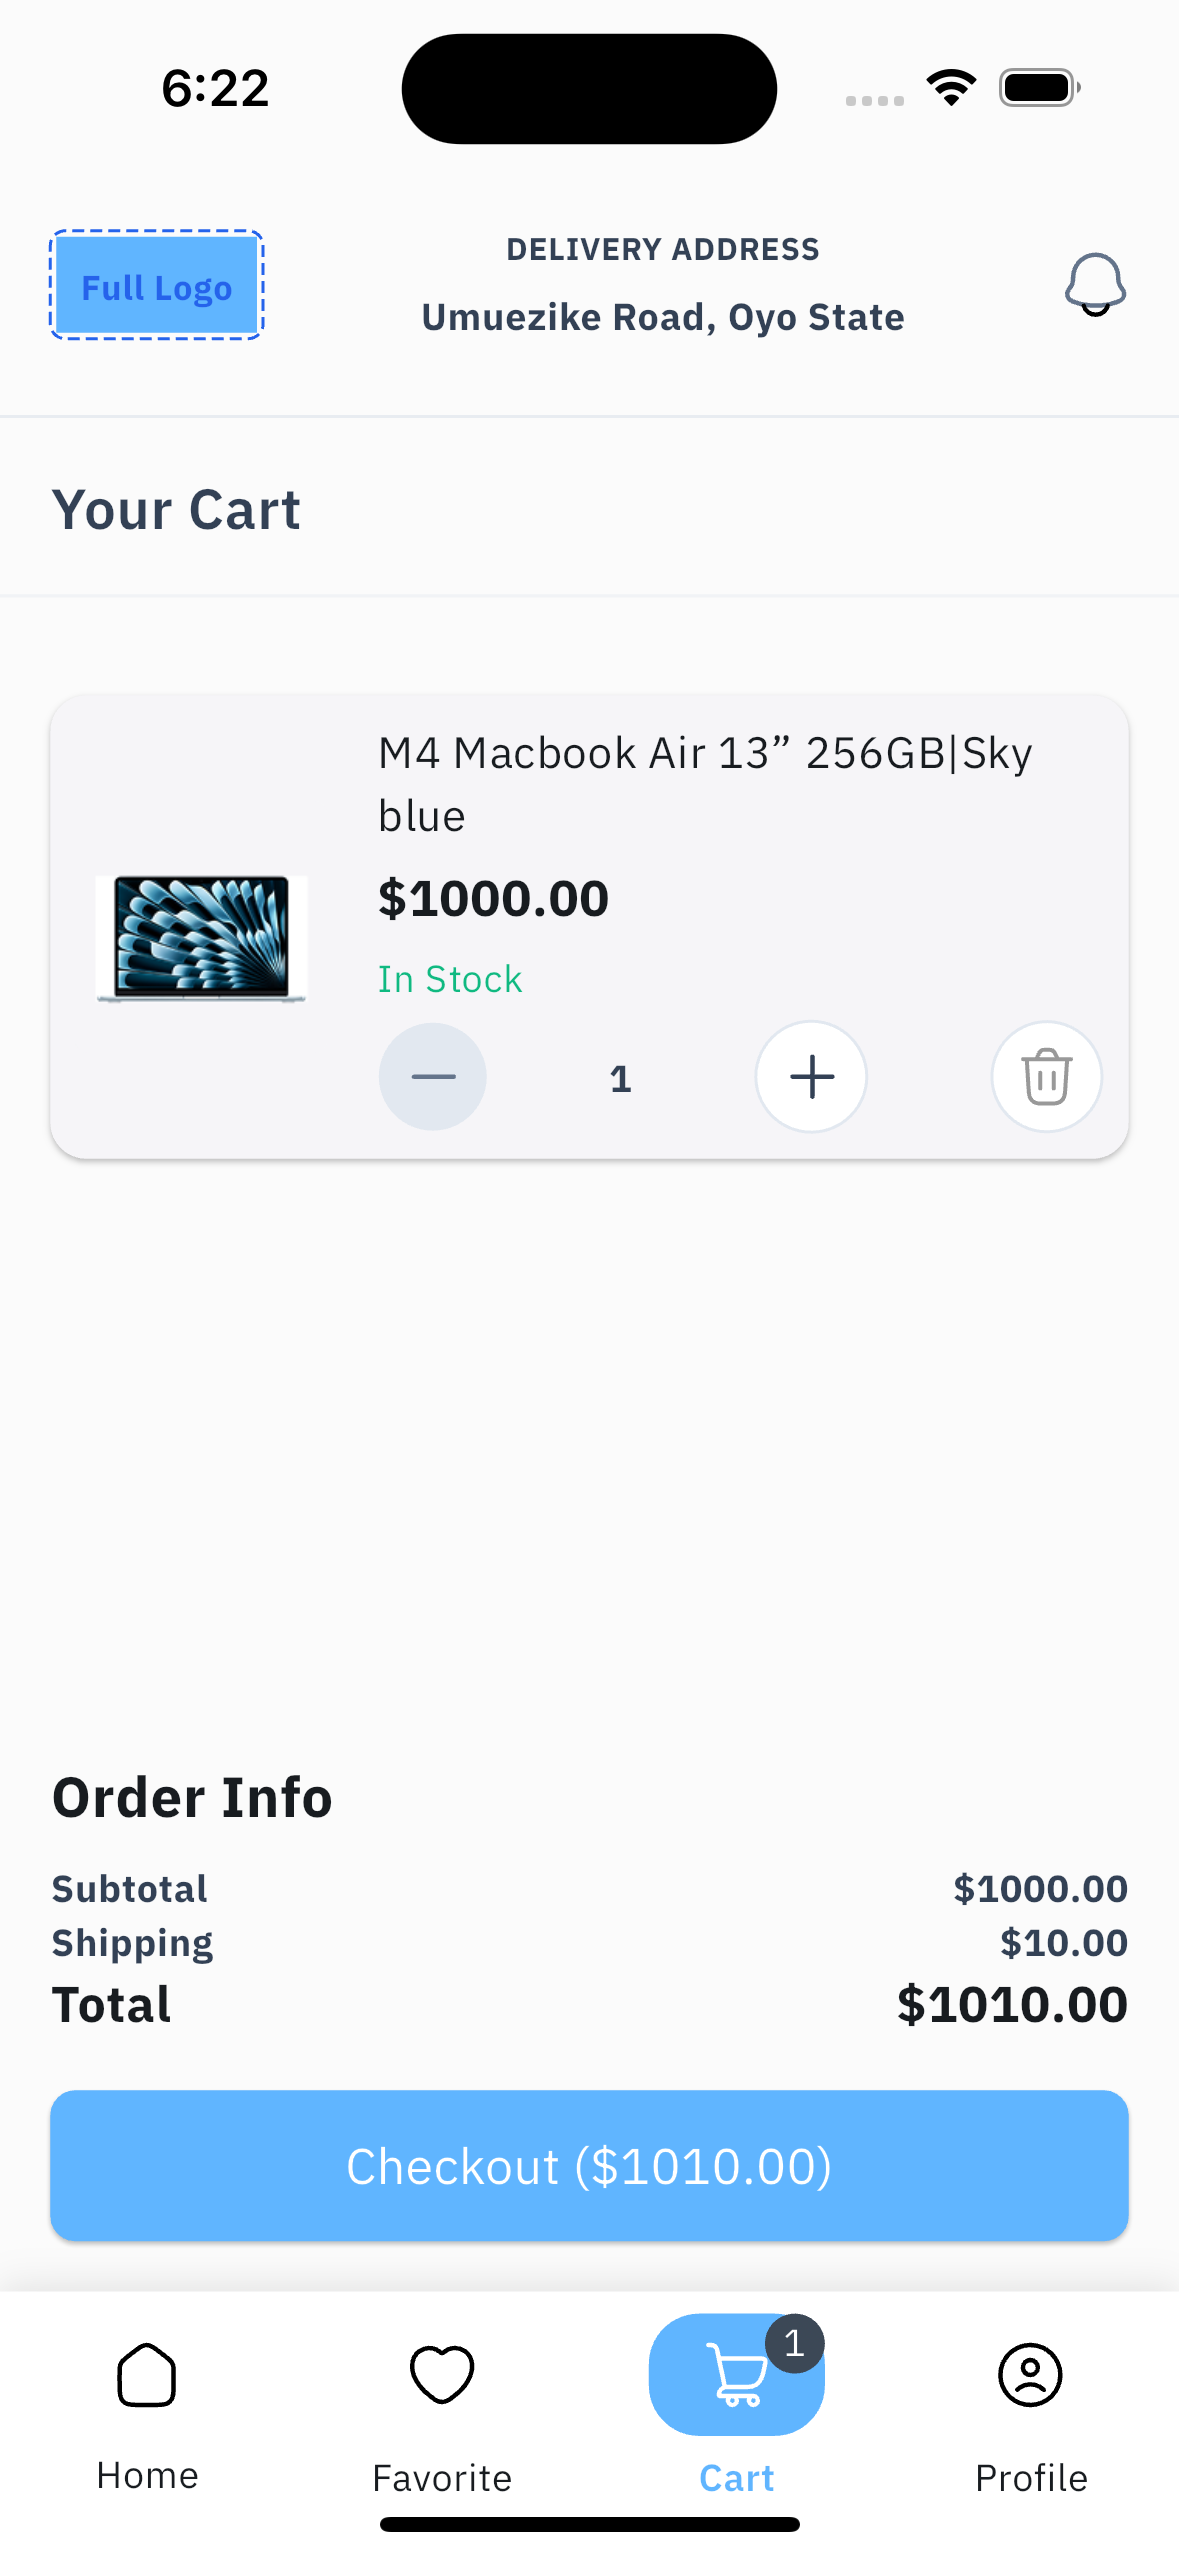 6:22
Full Logo
DELIVERY ADDRESS
Umuezike Road, Oyo State
Your Cart
M4 Macbook Air 13” 256GB|Sky
blue
$1000.00
In Stock
1
Order Info
Subtotal $1000.00
Shipping $10.00
Total $1010.00
Checkout ($1010.00)
1
Home Favorite Cart Profile